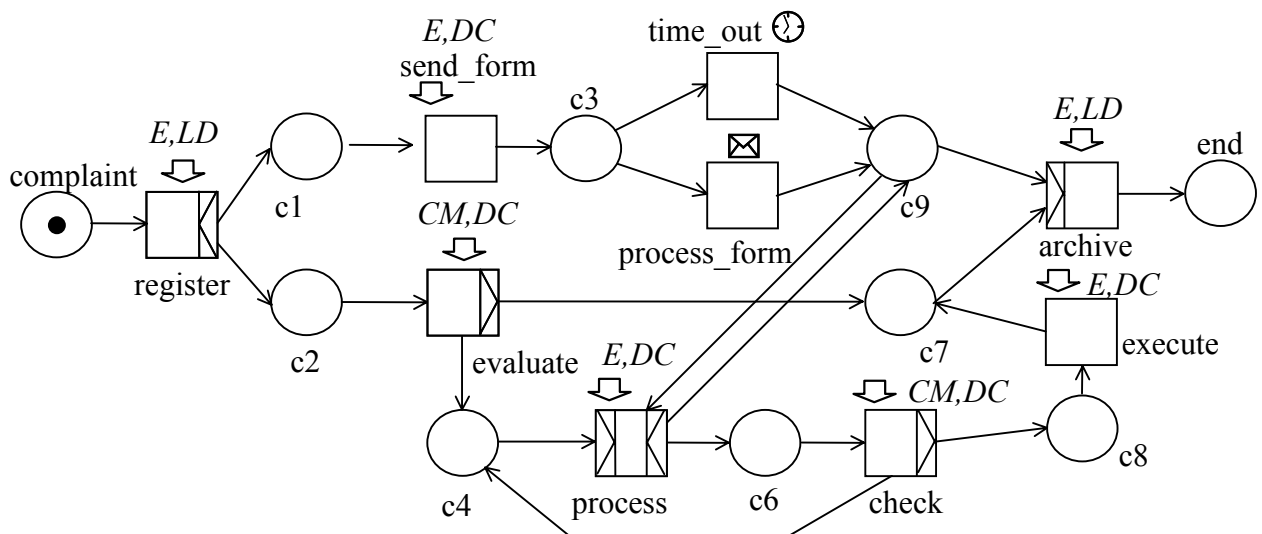 E,DC
send_form
time_out
c3
E,LD
complaint
register
c1
CM,DC
process_form
c9
E,LD
archive
end
c2
evaluate
c7
E,DC
execute
E,DC
CM,DC
c4
process
c6
check
c8